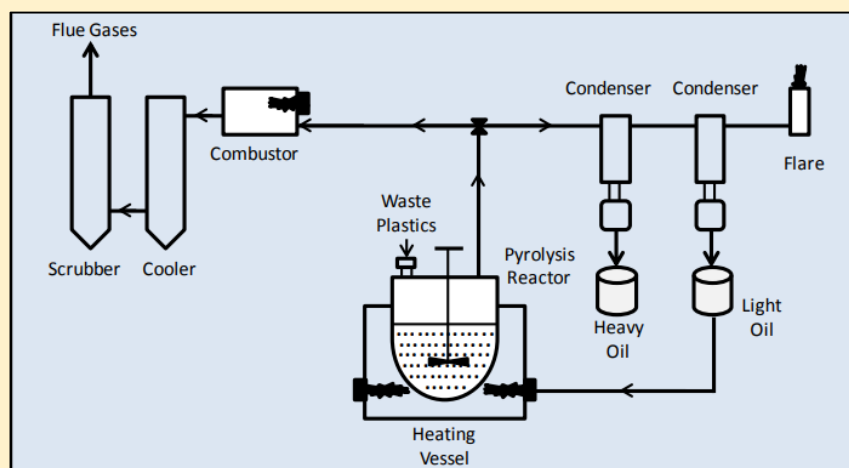 Flue Gases
Condenser
Condenser
Combustor
Flare
Waste
Plastics
Pyrolysis
Reactor
Scrubber
Cooler
Heavy
Oil
Light
Oil
Heating
Vessel